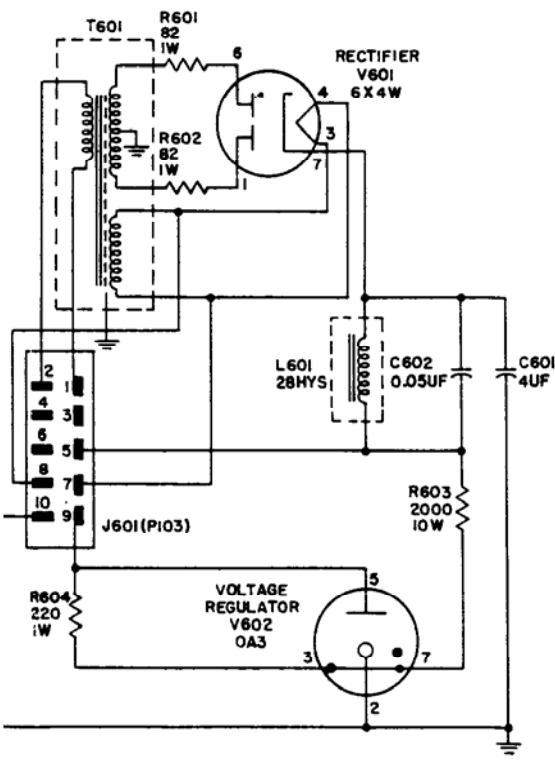 T601
R601
82
1W
6
RECTIFIER
V601
6X4W
4
R602
82
1W
3
7
1
2
1
4
3
6
5
8
7
10
9
J601(P103)
L601
28HYS
C602
0.05UF
C601
4UF
R603
2000
10W
R604
220
1W
VOLTAGE
REGULATOR
V602
OA3
5
3
7
2